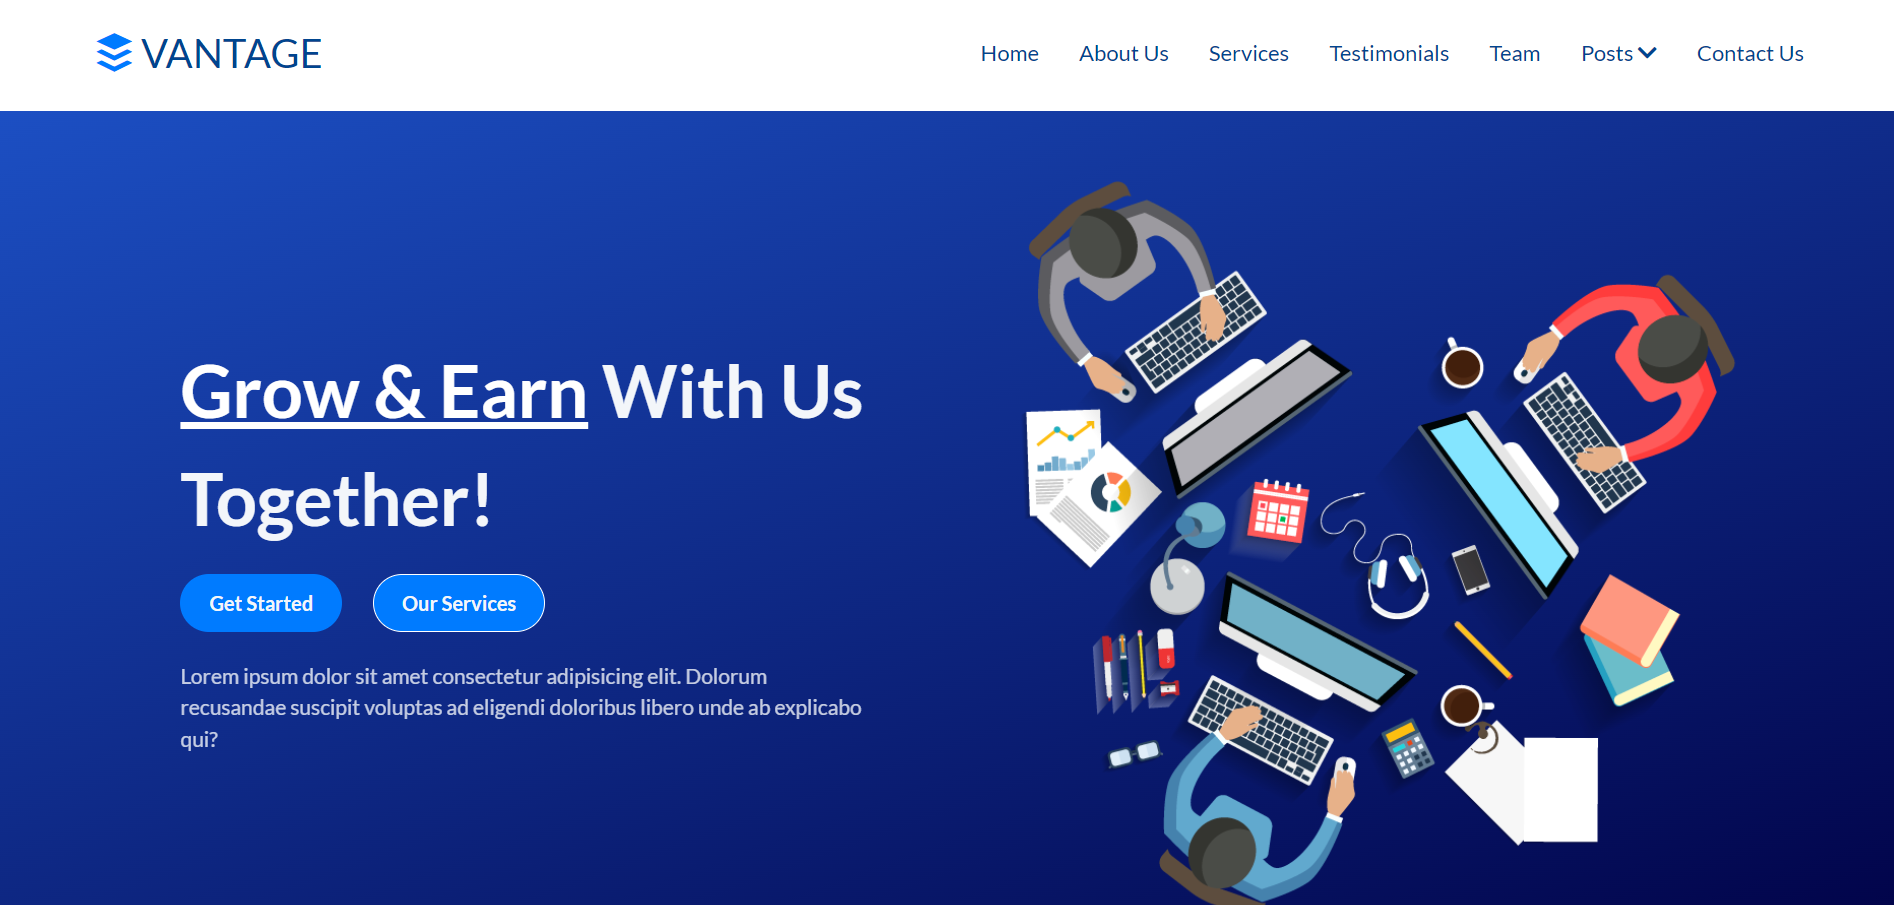 VANTAGE
Home About Us Services Testimonials Team Posts Contact Us
Grow & Earn With Us
Together!
Get Started Our Services
Lorem ipsum dolor sit amet consectetur adipisicing elit. Dolorum
recusandae suscipit voluptas ad eligendi doloribus libero unde ab explicabo
qui?